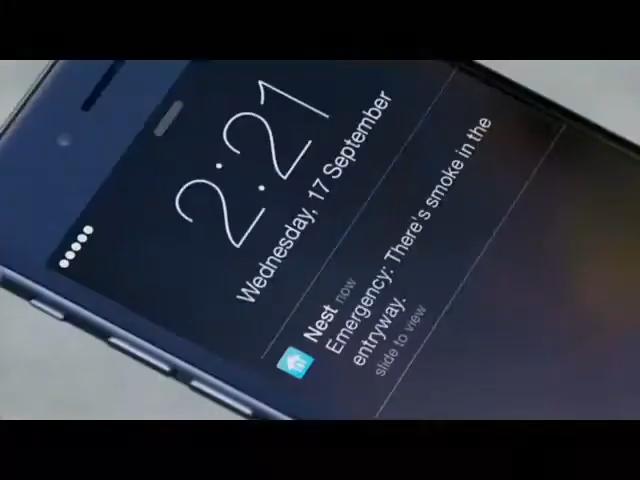 2:21
Wednesday, 17 September
Nest now
Emergency: There's smoke in the
entryway.
slide to view